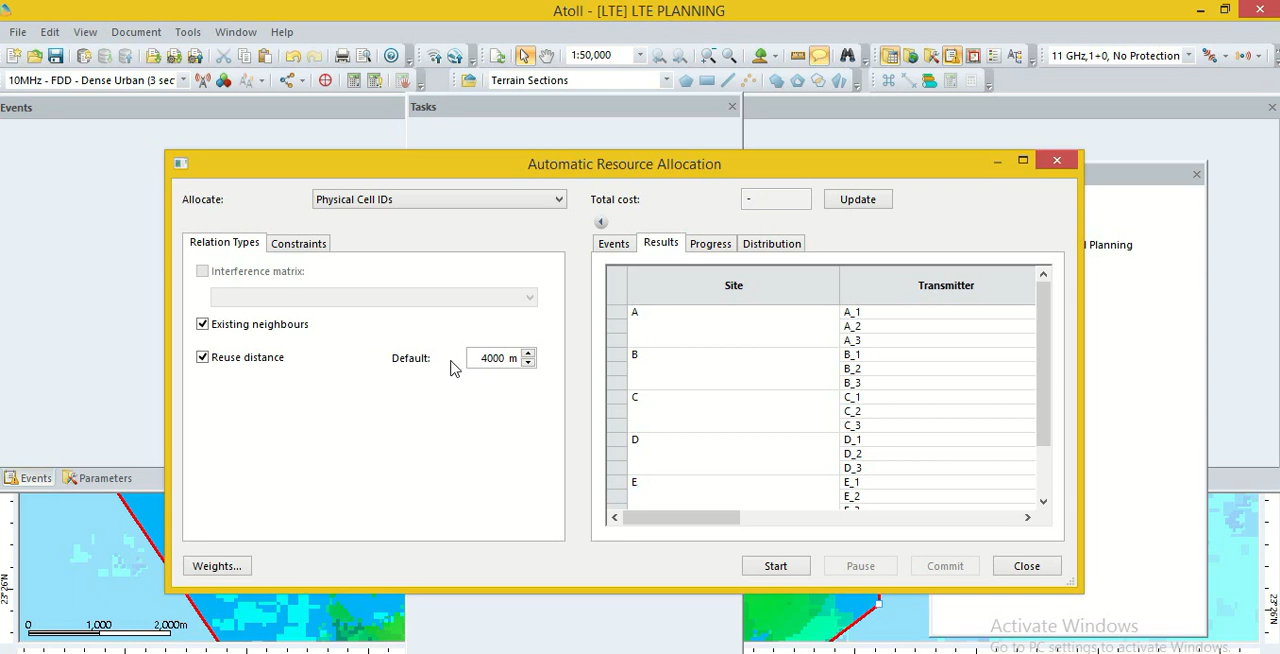 Atoll - [LTE] LTE PLANNING
File Edit View Document Tools Window Help
1:50,000
11 GHz,1+0, No Protection
10MHz - FDD - Dense Urban (3 sec
Terrain Sections
Events
Tasks
Automatic Resource Allocation
Allocate: Physical Cell IDs
Total cost: - Update
Relation Types Constraints
Events Results Progress Distribution
Interference matrix:
Existing neighbours
Reuse distance Default: 4000 m
Site Transmitter
A A_1
A_2
A_3
B B_1
B_2
B_3
C C_1
C_2
C_3
D D_1
D_2
D_3
E E_1
E_2
Weights... Start Pause Commit Close
l Planning
Events Parameters
23°26'N
0 1,000 2,000m
23°26'N
Activate Windows
Go to PC settings to activate Windows.